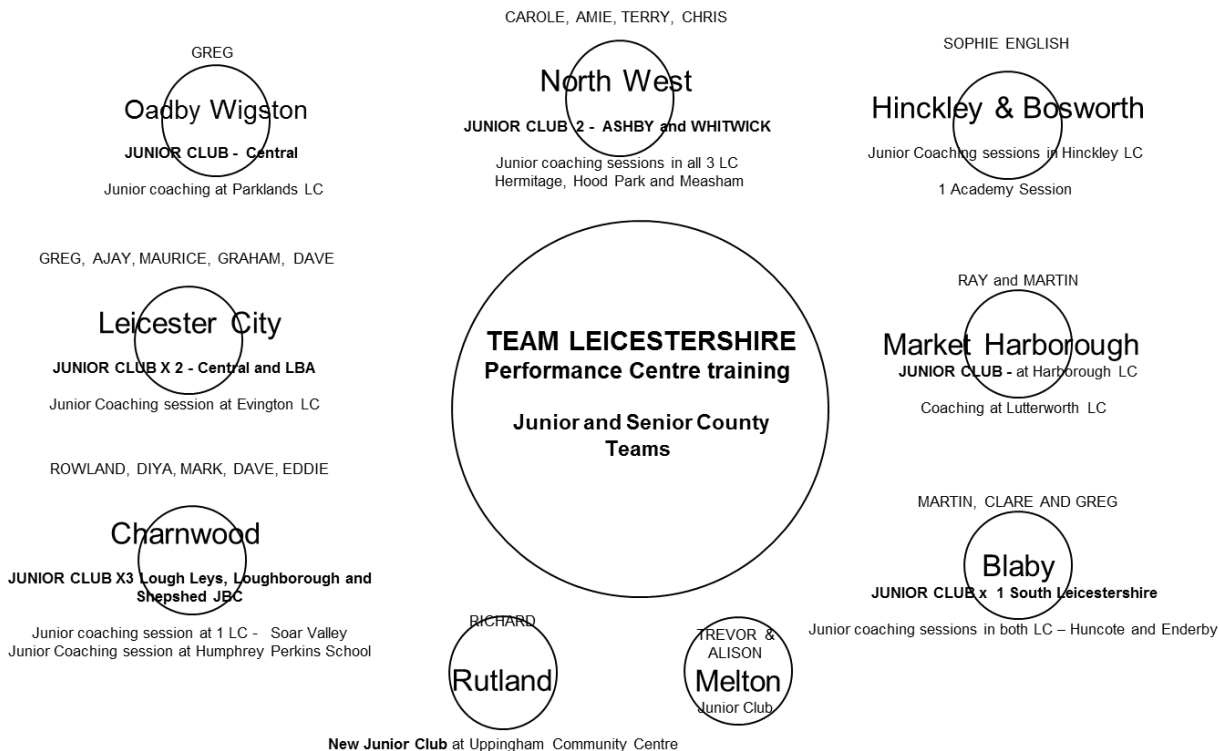 GREG
Oadby Wigston
JUNIOR CLUB - Central
Junior coaching at Parklands LC
CAROLE, AMIE, TERRY, CHRIS
North West
JUNIOR CLUB 2 - ASHBY and WHITWICK
Junior coaching sessions in all 3 LC
Hermitage, Hood Park and Measham
SOPHIE ENGLISH
Hinckley & Bosworth
Junior Coaching sessions in Hinckley LC
1 Academy Session
GREG, AJAY, MAURICE, GRAHAM, DAVE
Leicester City
JUNIOR CLUB X 2 - Central and LBA
Junior Coaching session at Evington LC
TEAM LEICESTERSHIRE
Performance Centre training
Junior and Senior County
Teams
RAY and MARTIN
Market Harborough
JUNIOR CLUB - at Harborough LC
Coaching at Lutterworth LC
ROWLAND, DIYA, MARK, DAVE, EDDIE
Charnwood
JUNIOR CLUB X3 Lough Leys, Loughborough and
Shepshed JBC
Junior coaching session at 1 LC - Soar Valley
Junior Coaching session at Humphrey Perkins School
MARTIN, CLARE AND GREG
Blaby
JUNIOR CLUB x 1 South Leicestershire
Junior coaching sessions in both LC – Huncote and Enderby
RICHARD
Rutland
New Junior Club at Uppingham Community Centre
TREVOR &
ALISON
Melton
Junior Club